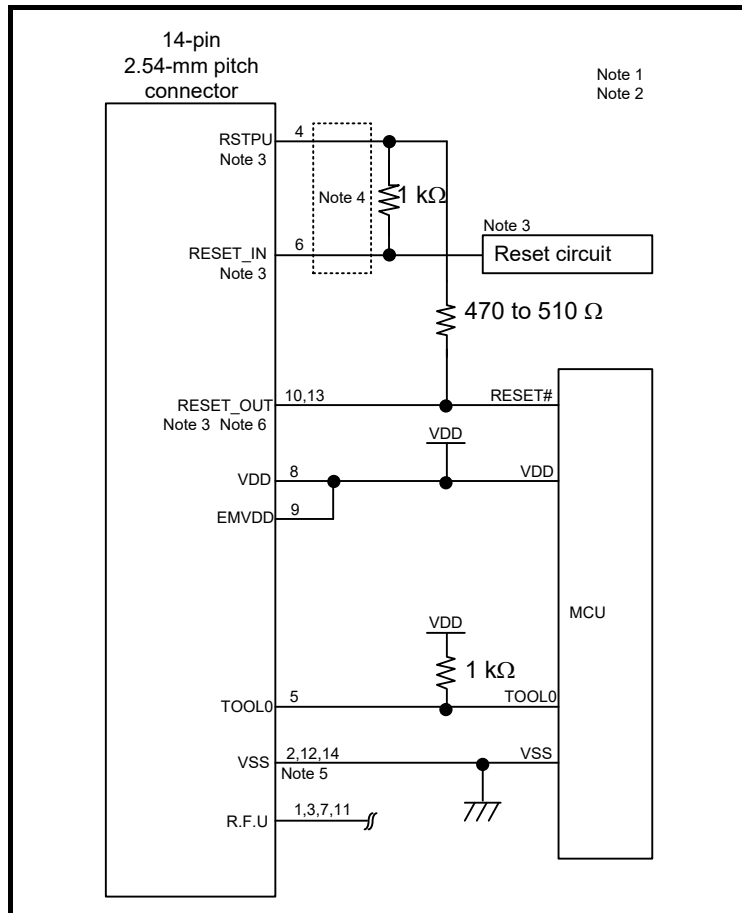 14-pin
2.54-mm pitch
connector
Note 1
Note 2
RSTPU
4
Note 3
Note 4
1 kΩ
Note 3
RESET_IN
6
Reset circuit
Note 3
470 to 510 Ω
RESET_OUT
10,13
RESET#
Note 3 Note 6
VDD
VDD
8
VDD
EMVDD
9
MCU
VDD
1 kΩ
TOOL0
5
TOOL0
VSS
2,12,14
VSS
Note 5
R.F.U
1,3,7,11